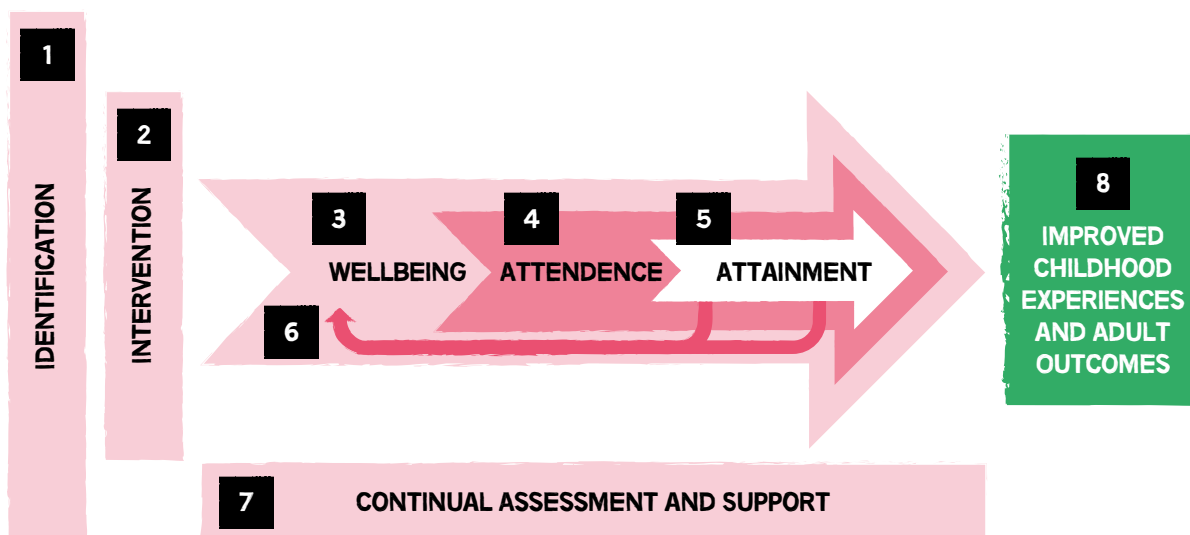 1
IDENTIFICATION
2
INTERVENTION
3
WELLBEING
4
ATTENDENCE
5
ATTAINMENT
6
7
CONTINUAL ASSESSMENT AND SUPPORT
8
IMPROVED
CHILDHOOD
EXPERIENCES
AND ADULT
OUTCOMES